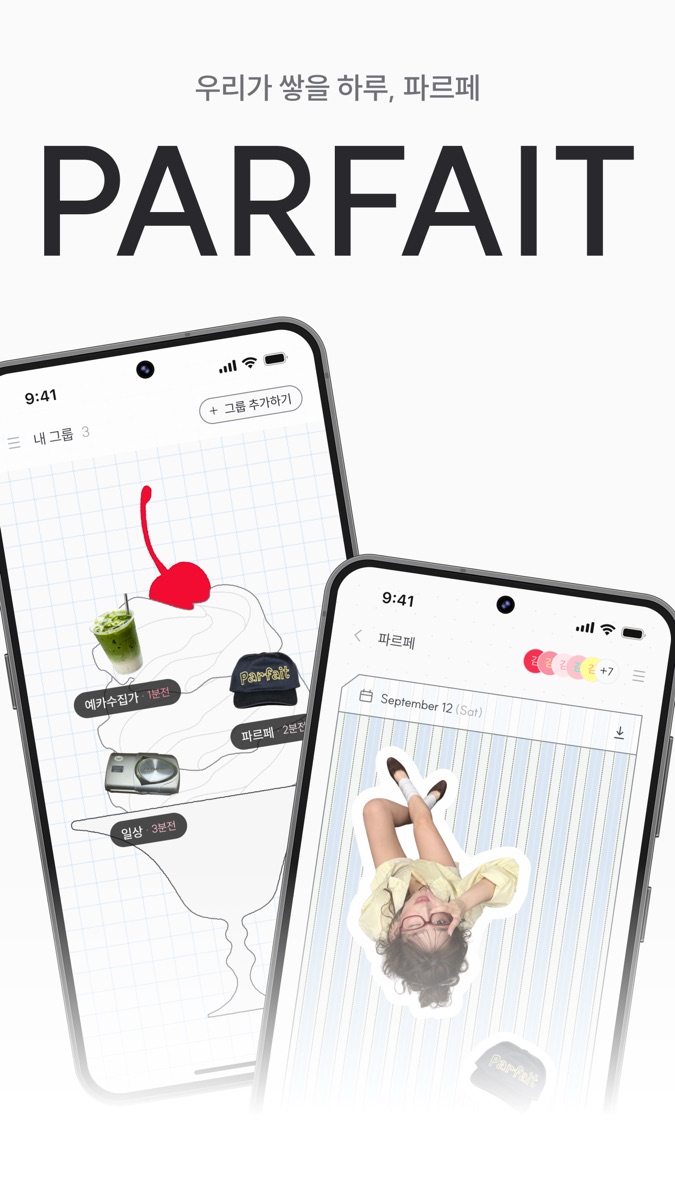 우리가 쌓을 하루, 파르페
PARFAIT
9:41
내 그룹 3
+ 그룹 추가하기
예카수집가 · 1분전
Parfait
파르페 · 2분전
일상 · 3분전
9:41
파르페
+7
September 12 (Sat)
Parfait